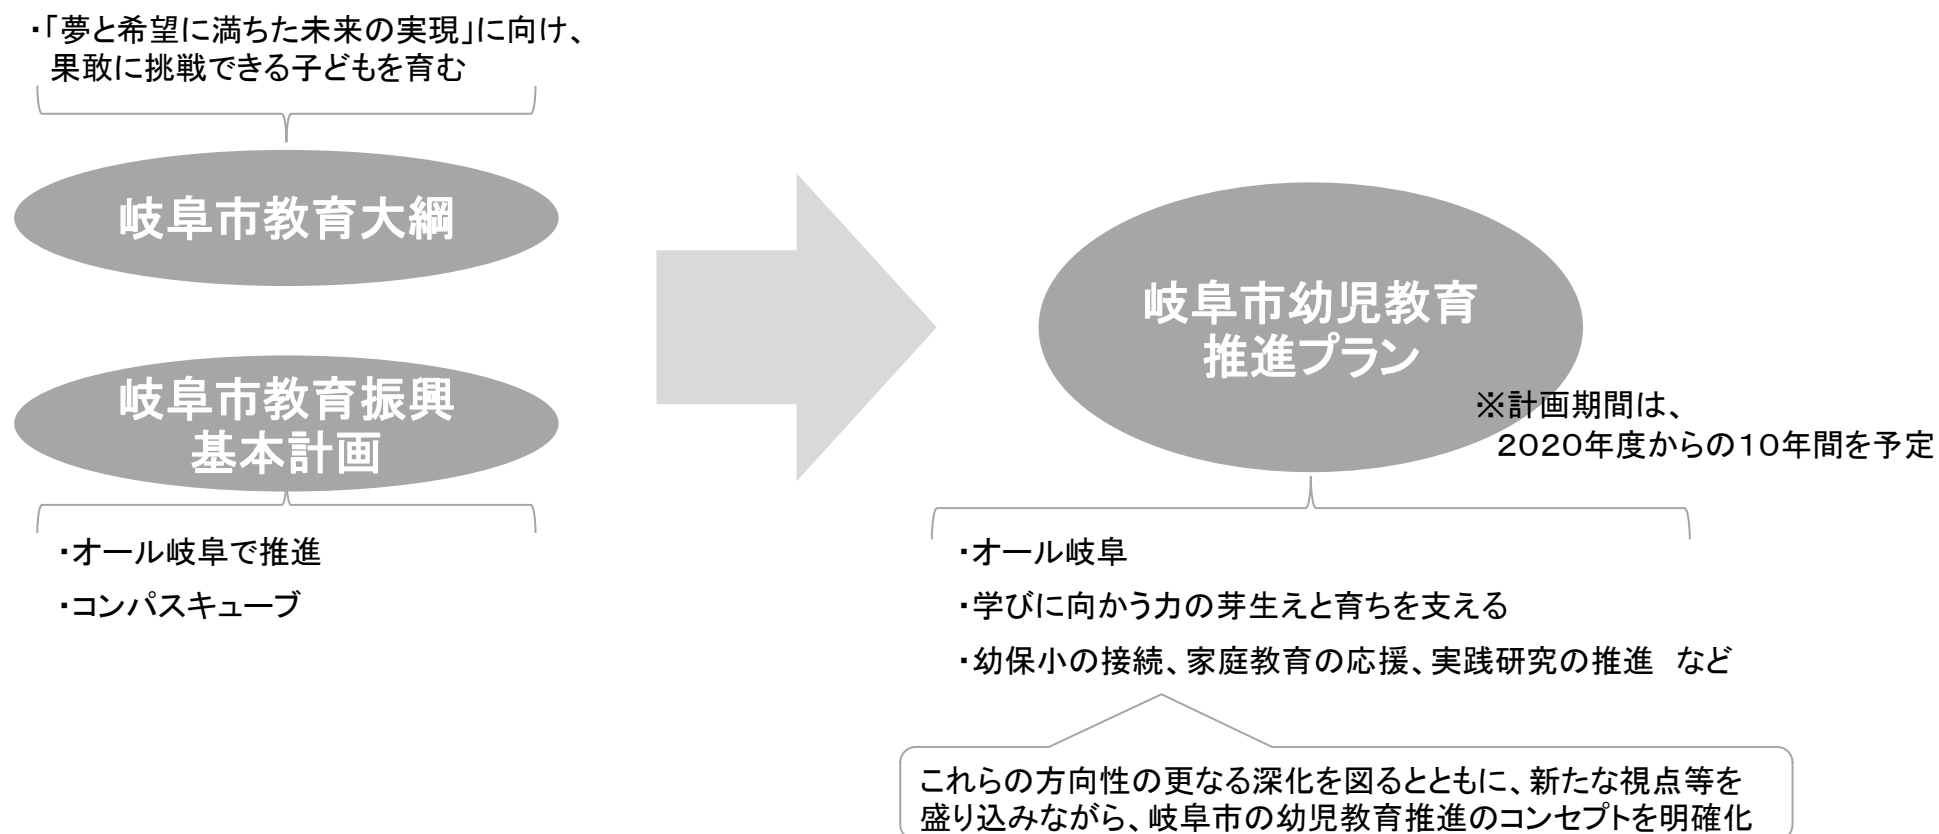 ・「夢と希望に満ちた未来の実現」に向け、
果敢に挑戦できる子どもを育む
岐阜市教育大綱
岐阜市教育振興
基本計画
・オール岐阜で推進
・コンパスキューブ
岐阜市幼児教育
推進プラン
※計画期間は、
２０２０年度からの１０年間を予定
・オール岐阜
・学びに向かう力の芽生えと育ちを支える
・幼保小の接続、家庭教育の応援、実践研究の推進　など
これらの方向性の更なる深化を図るとともに、新たな視点等を
盛り込みながら、岐阜市の幼児教育推進のコンセプトを明確化